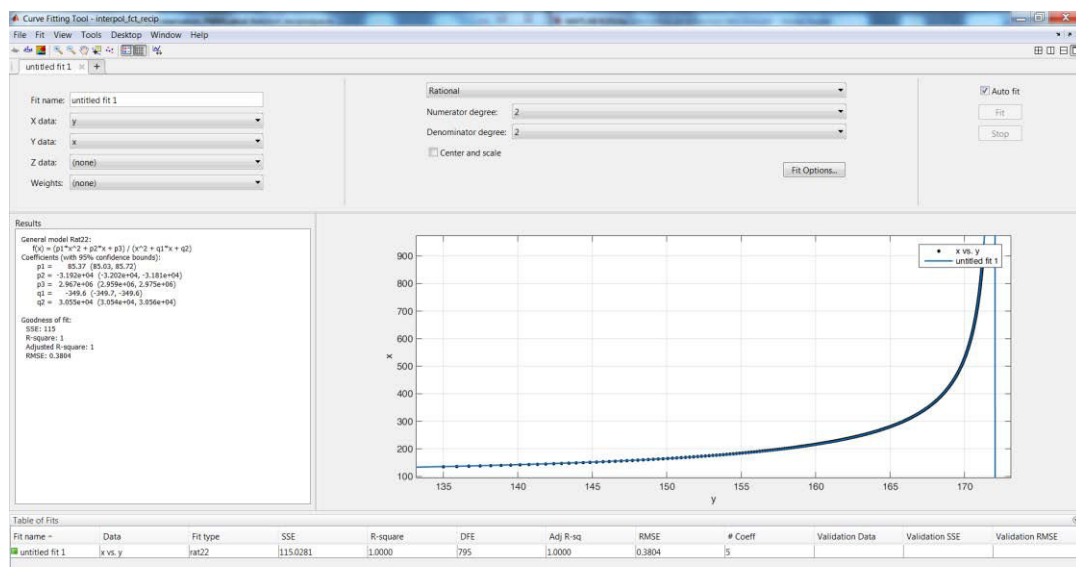 Curve Fitting Tool - interpol_fct_recip
File Fit View Tools Desktop Window Help
untitled fit 1
Fit name: untitled fit 1
X data: y
Y data: x
Z data: (none)
Weights: (none)
Rational
Numerator degree: 2
Denominator degree: 2
Center and scale
Fit Options...
Auto fit
Fit
Stop
Results
General model Rat22:
f(x) = (p1*x^2 + p2*x + p3) / (x^2 + q1*x + q2)
Coefficients (with 95% confidence bounds):
p1 = 85.37 (85.03, 85.72)
p2 = -3.192e+04 (-3.202e+04, -3.181e+04)
p3 = 2.967e+06 (2.959e+06, 2.975e+06)
q1 = -349.6 (-349.7, -349.6)
q2 = 3.055e+04 (3.054e+04, 3.056e+04)
Goodness of fit:
SSE: 115
R-square: 1
Adjusted R-square: 1
RMSE: 0.3804
x vs. y
untitled fit 1
900
800
700
600
500
400
300
200
100
x
135 140 145 150 155 160 165 170
y
Table of Fits
Fit name Data Fit type SSE R-square DFE Adj R-sq RMSE # Coeff Validation Data Validation SSE Validation RMSE
untitled fit 1 x vs. y rat22 115.0281 1.0000 795 1.0000 0.3804 5